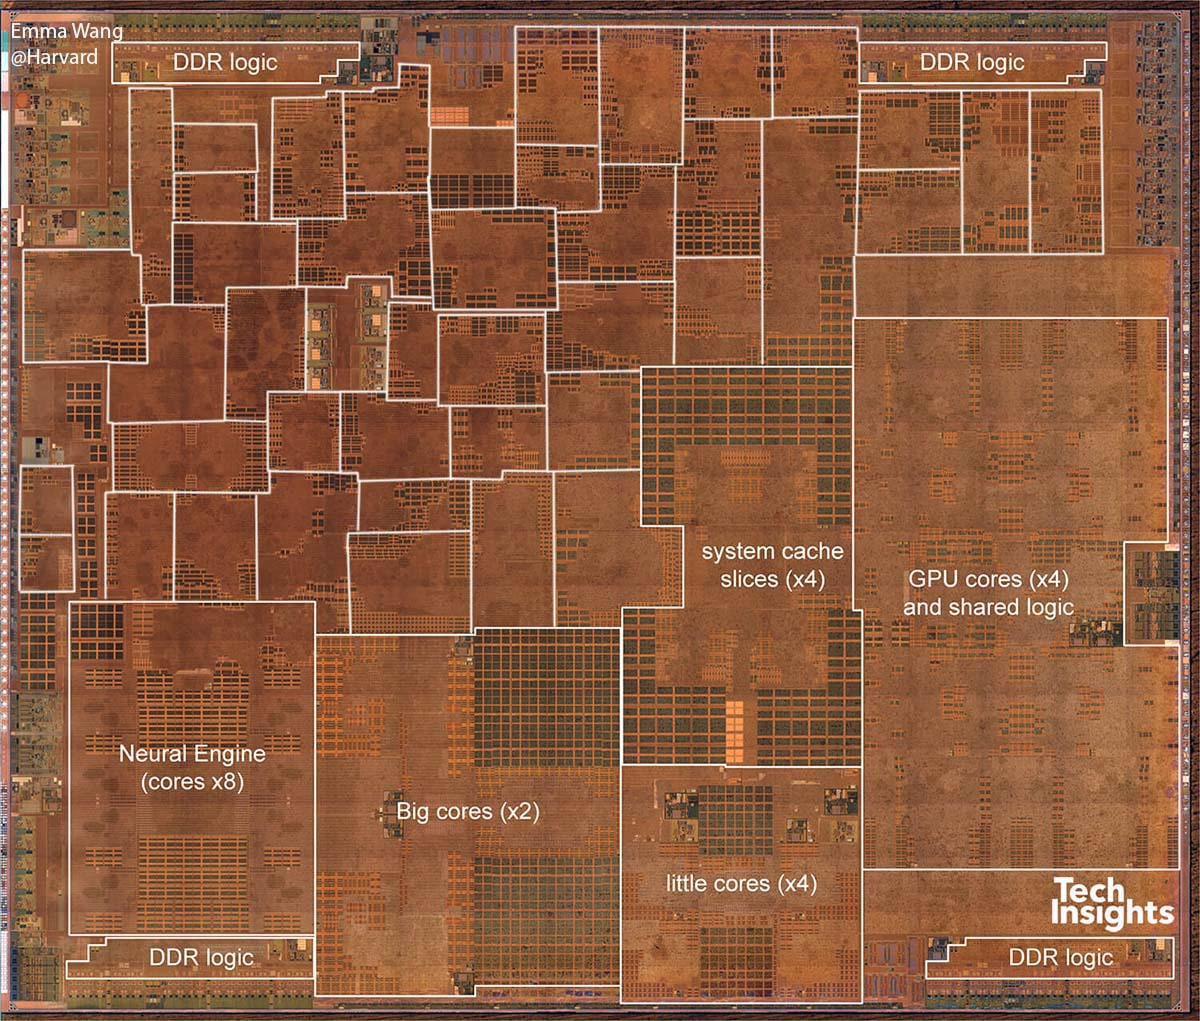 Emma Wang
@Harvard
DDR logic
DDR logic
system cache
slices (x4)
GPU cores (x4)
and shared logic
Neural Engine
(cores x8)
Big cores (x2)
little cores (x4)
Tech
Insights
DDR logic
DDR logic